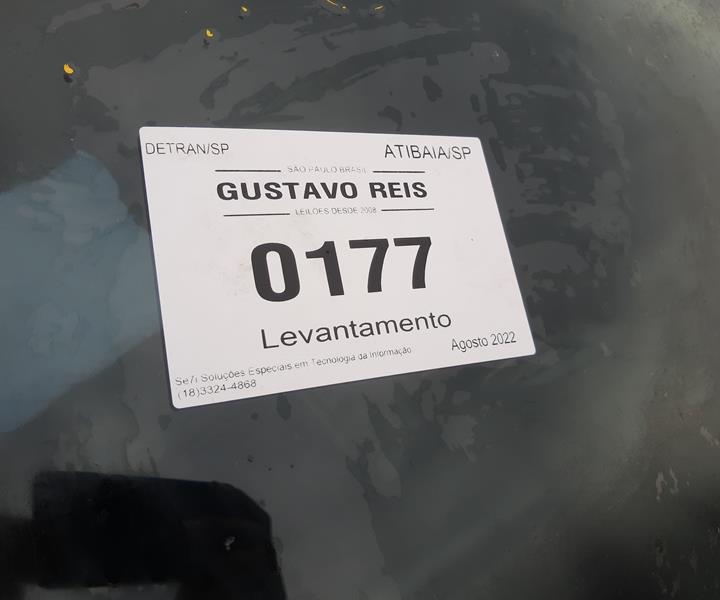 DETRAN/SP
ATIBAIA/SP
SÃO PAULO BRASIL
GUSTAVO REIS
LEILOES DESDE 2008
0177
Levantamento
Agosto 2022
Se7i Soluções Especiais em Tecnologia da Informação
(18)3324-4868